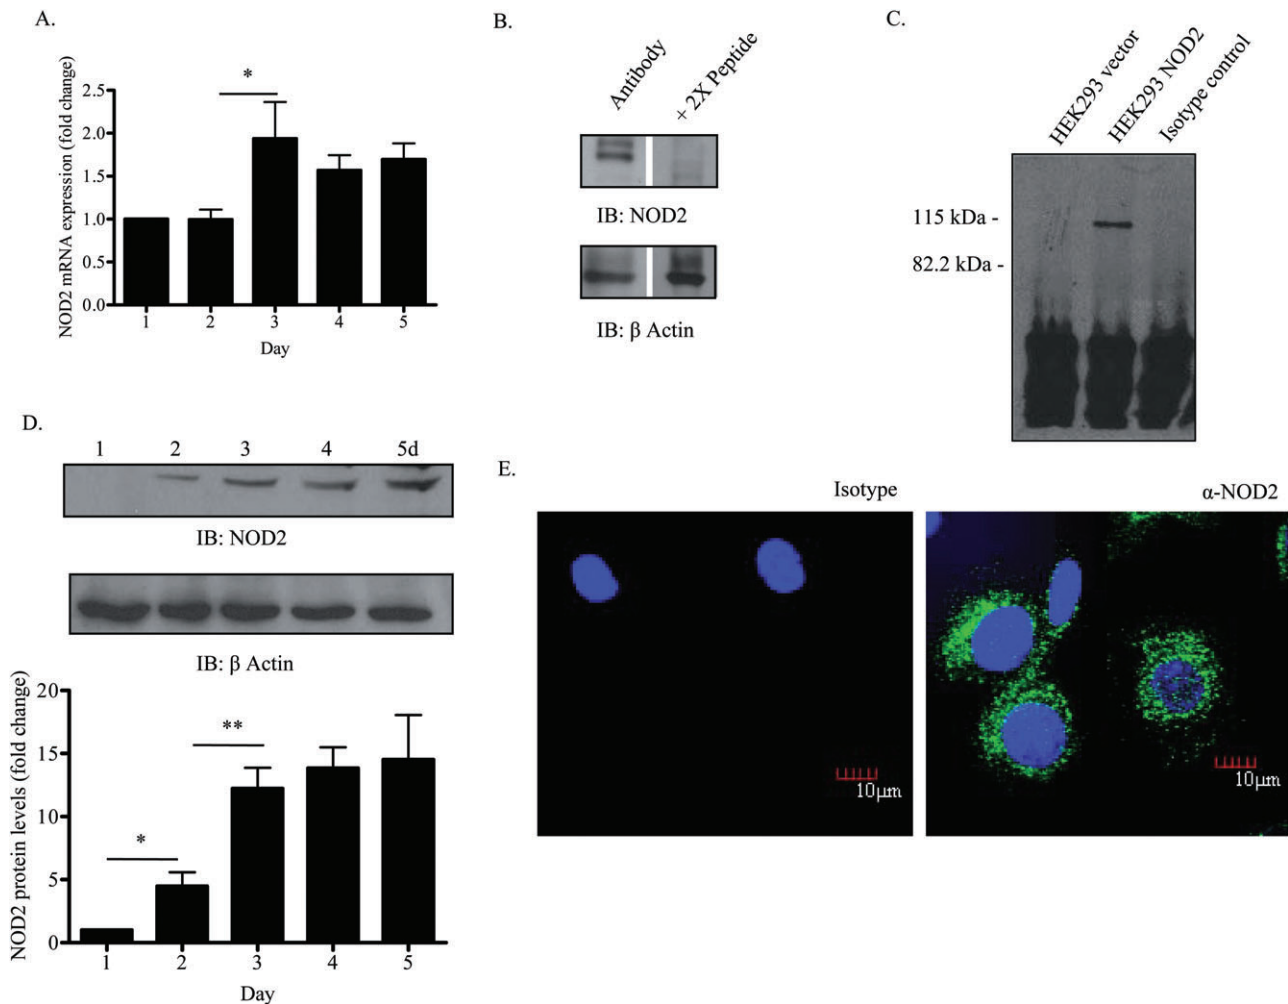 A.
NOD2 mRNA expression (fold change)
*
2.5
2.0
1.5
1.0
0.5
0.0
1 2 3 4 5
Day
B.
Antibody
+ 2X Peptide
IB: NOD2
IB: β Actin
C.
HEK293 vector
HEK293 NOD2
Isotype control
115 kDa -
82.2 kDa -
D.
1 2 3 4 5d
IB: NOD2
IB: β Actin
NOD2 protein levels (fold change)
20
15
10
5
0
*
**
1 2 3 4 5
Day
E.
Isotype
10µm
α-NOD2
10µm